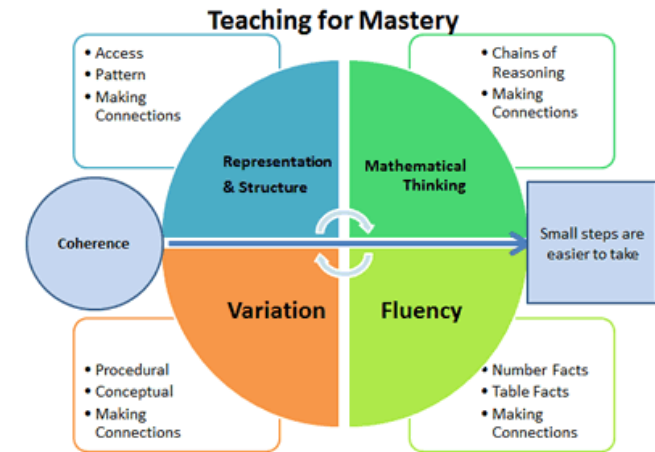 Teaching for Mastery
• Access
• Pattern
• Making
Connections
• Chains of
Reasoning
• Making
Connections
Representation
& Structure
Mathematical
Thinking
Coherence
Small steps are
easier to take
Variation
Fluency
• Procedural
• Conceptual
• Making
Connections
• Number Facts
• Table Facts
• Making
Connections